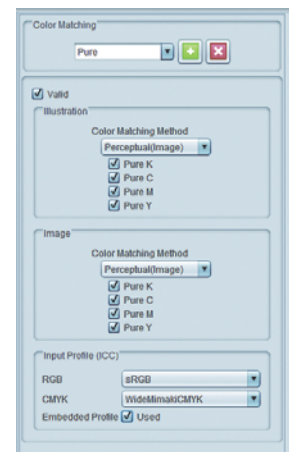 Color Matching
Pure
Valid
Illustration
Color Matching Method
Perceptual(Image)
Pure K
Pure C
Pure M
Pure Y
Image
Color Matching Method
Perceptual(Image)
Pure K
Pure C
Pure M
Pure Y
Input Profile (ICC)
RGB sRGB
CMYK WideMimakiCMYK
Embedded Profile Used